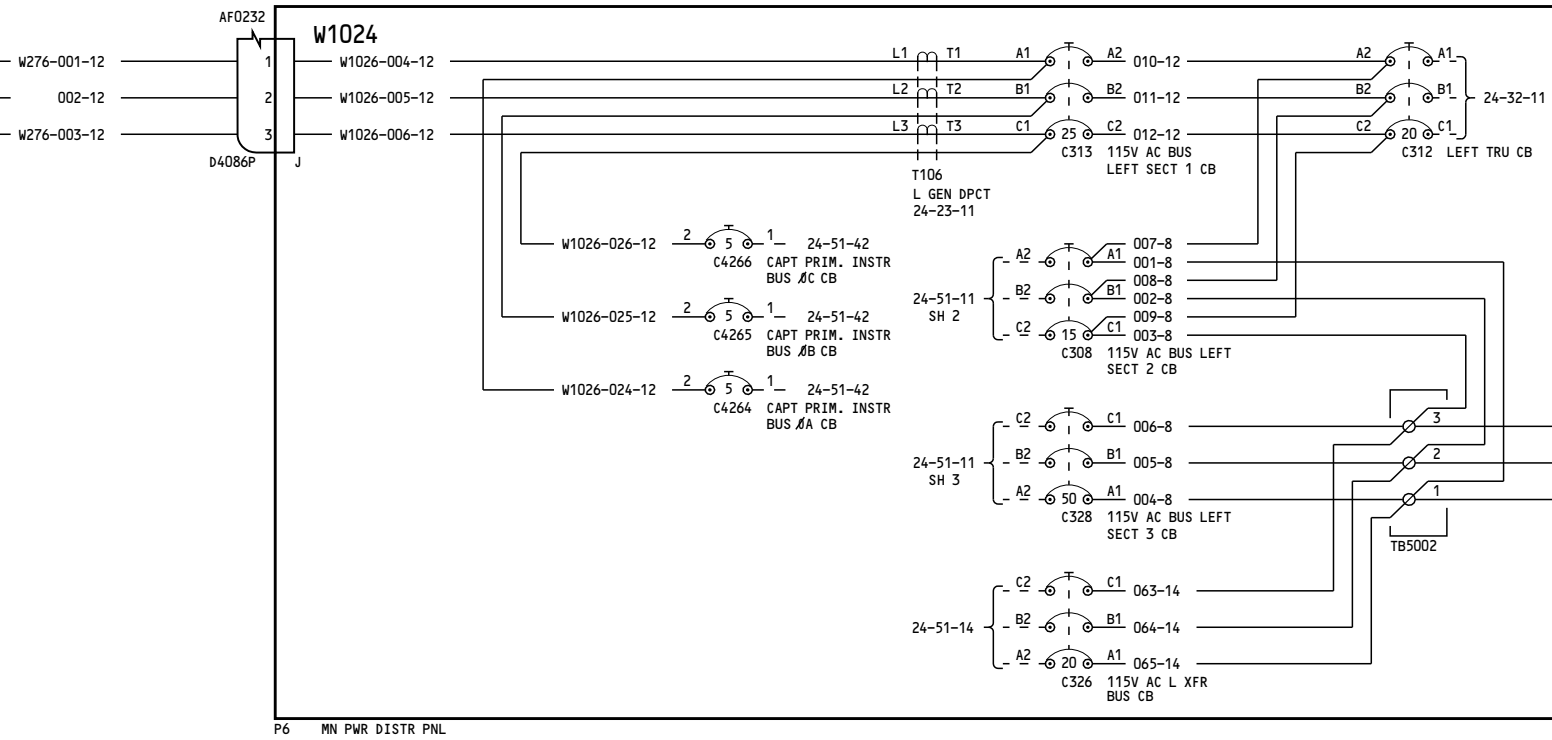 AF0232
W1024
W276-001-12 1 W1026-004-12 L1 T1 A1 A2 010-12 A2 A1
002-12 2 W1026-005-12 L2 T2 B1 B2 011-12 B2 B1 24-32-11
W276-003-12 3 W1026-006-12 L3 T3 C1 25 C2 012-12 C2 20 C1
D4086P J
C313 115V AC BUS
LEFT SECT 1 CB
C312 LEFT TRU CB
T106
L GEN DPCT
24-23-11
W1026-026-12 2 5 1 24-51-42
C4266 CAPT PRIM. INSTR
BUS ØC CB
W1026-025-12 2 5 1 24-51-42
C4265 CAPT PRIM. INSTR
BUS ØB CB
W1026-024-12 2 5 1 24-51-42
C4264 CAPT PRIM. INSTR
BUS ØA CB
007-8
A2 A1 001-8
008-8
24-51-11 B2 B1 002-8
SH 2
009-8
C2 15 C1 003-8
C308 115V AC BUS LEFT
SECT 2 CB
C2 C1 006-8 3
24-51-11 B2 B1 005-8 2
SH 3
A2 50 A1 004-8 1
C328 115V AC BUS LEFT
SECT 3 CB
TB5002
C2 C1 063-14
24-51-14 B2 B1 064-14
A2 20 A1 065-14
C326 115V AC L XFR
BUS CB
P6 MN PWR DISTR PNL